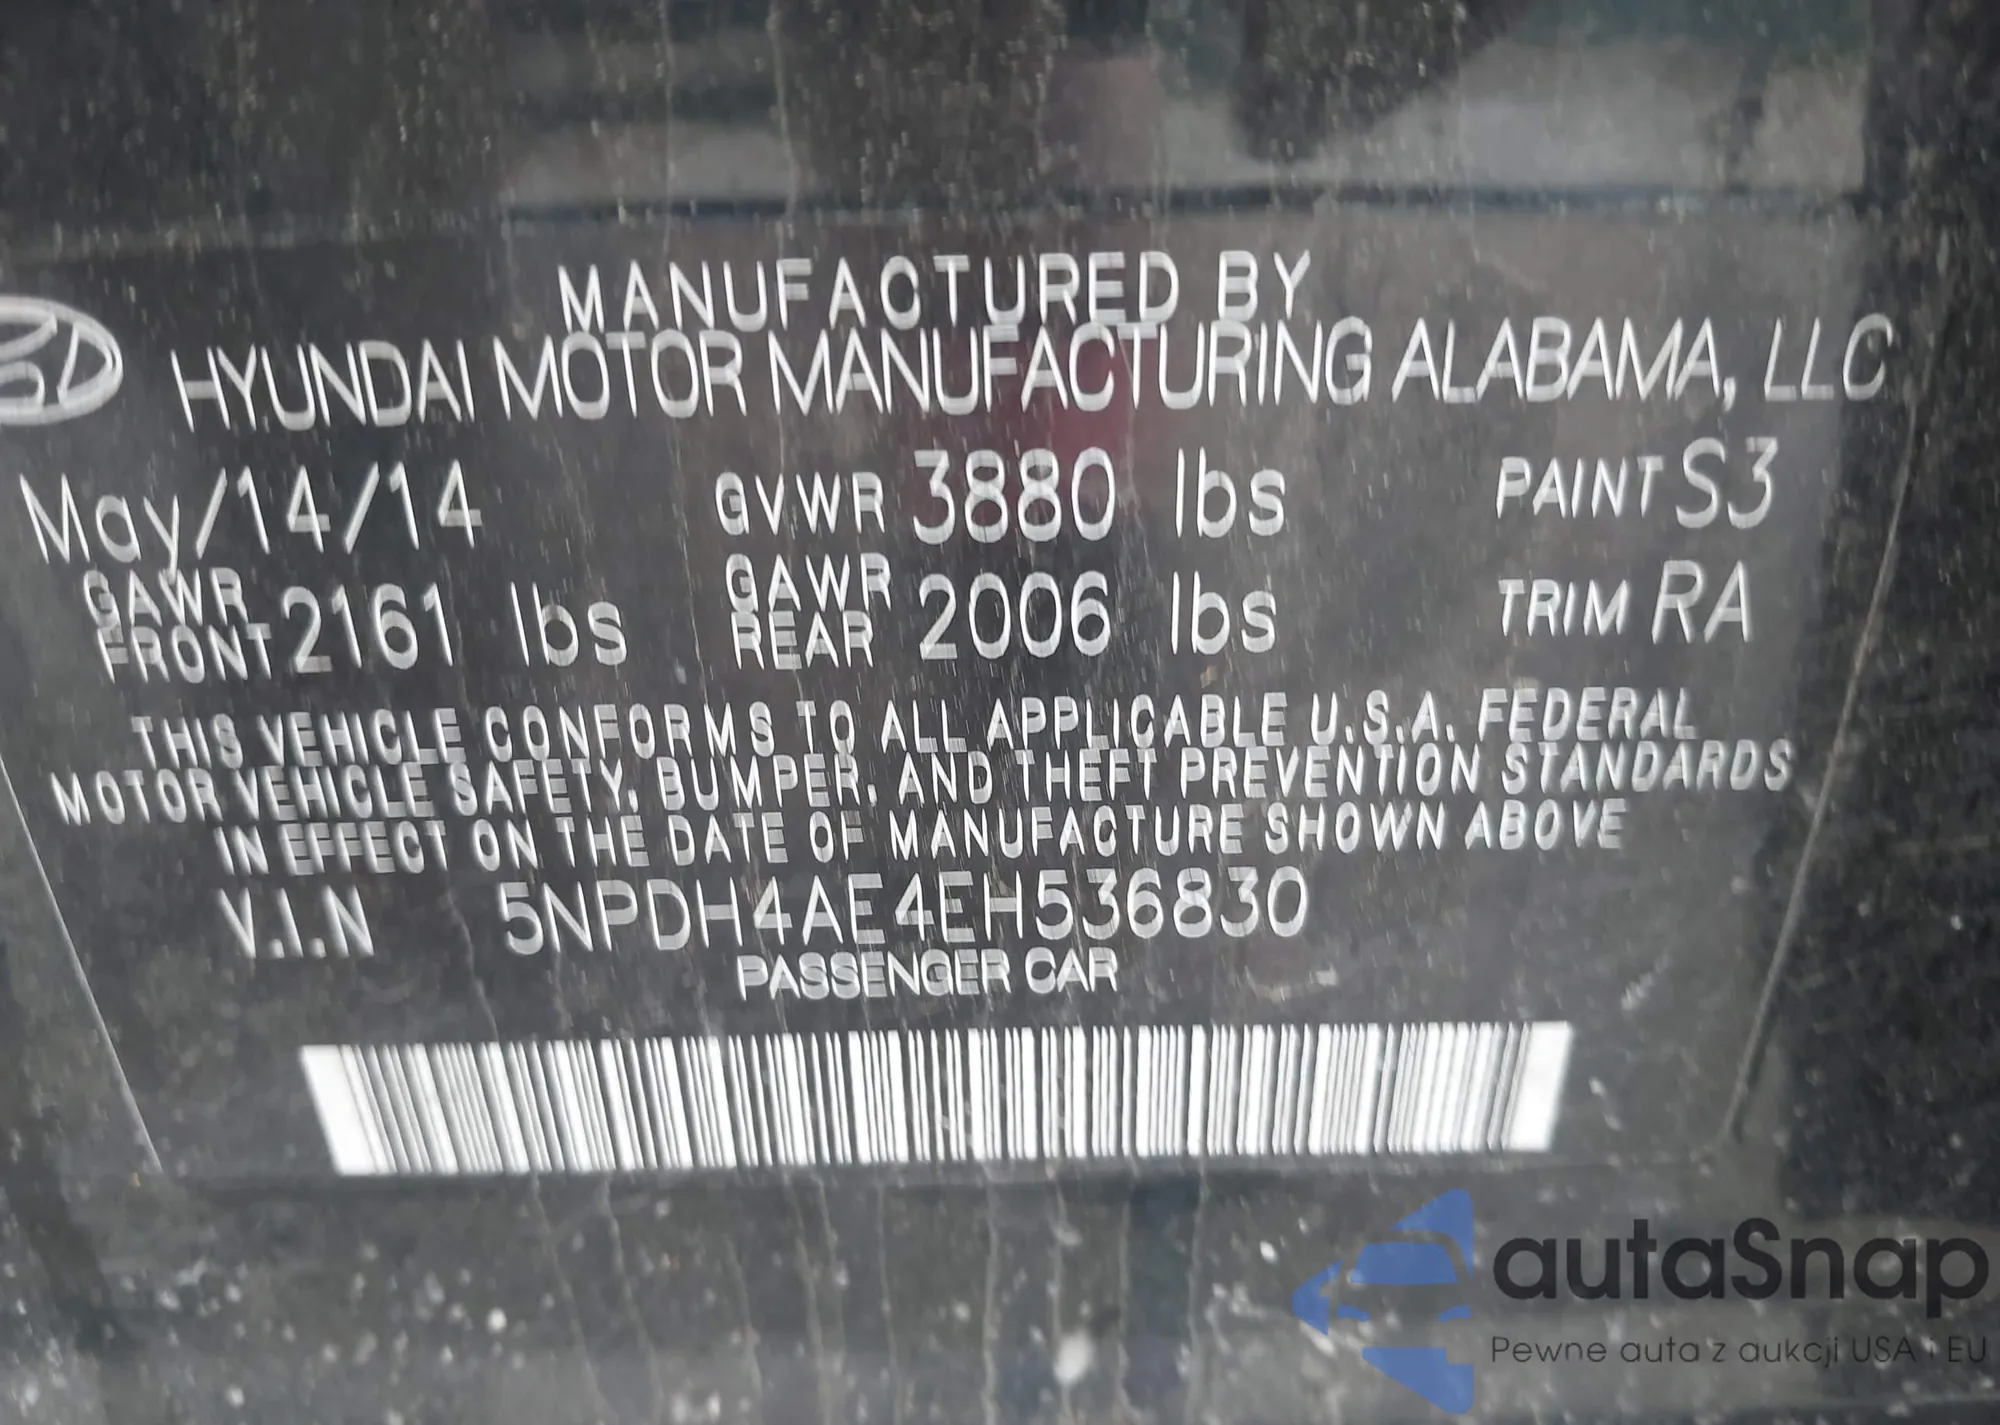 MANUFACTURED BY
HYUNDAI MOTOR MANUFACTURING ALABAMA, LLC
May/14/14 GVWR 3880 lbs PAINT S3
GAWR FRONT 2161 lbs GAWR REAR 2006 lbs TRIM RA
THIS VEHICLE CONFORMS TO ALL APPLICABLE U.S.A. FEDERAL
MOTOR VEHICLE SAFETY, BUMPER, AND THEFT PREVENTION STANDARDS
IN EFFECT ON THE DATE OF MANUFACTURE SHOWN ABOVE
V.I.N 5NPDH4AE4EH536830
PASSENGER CAR
autaSnap
Pewne auta z aukcji USA i EU